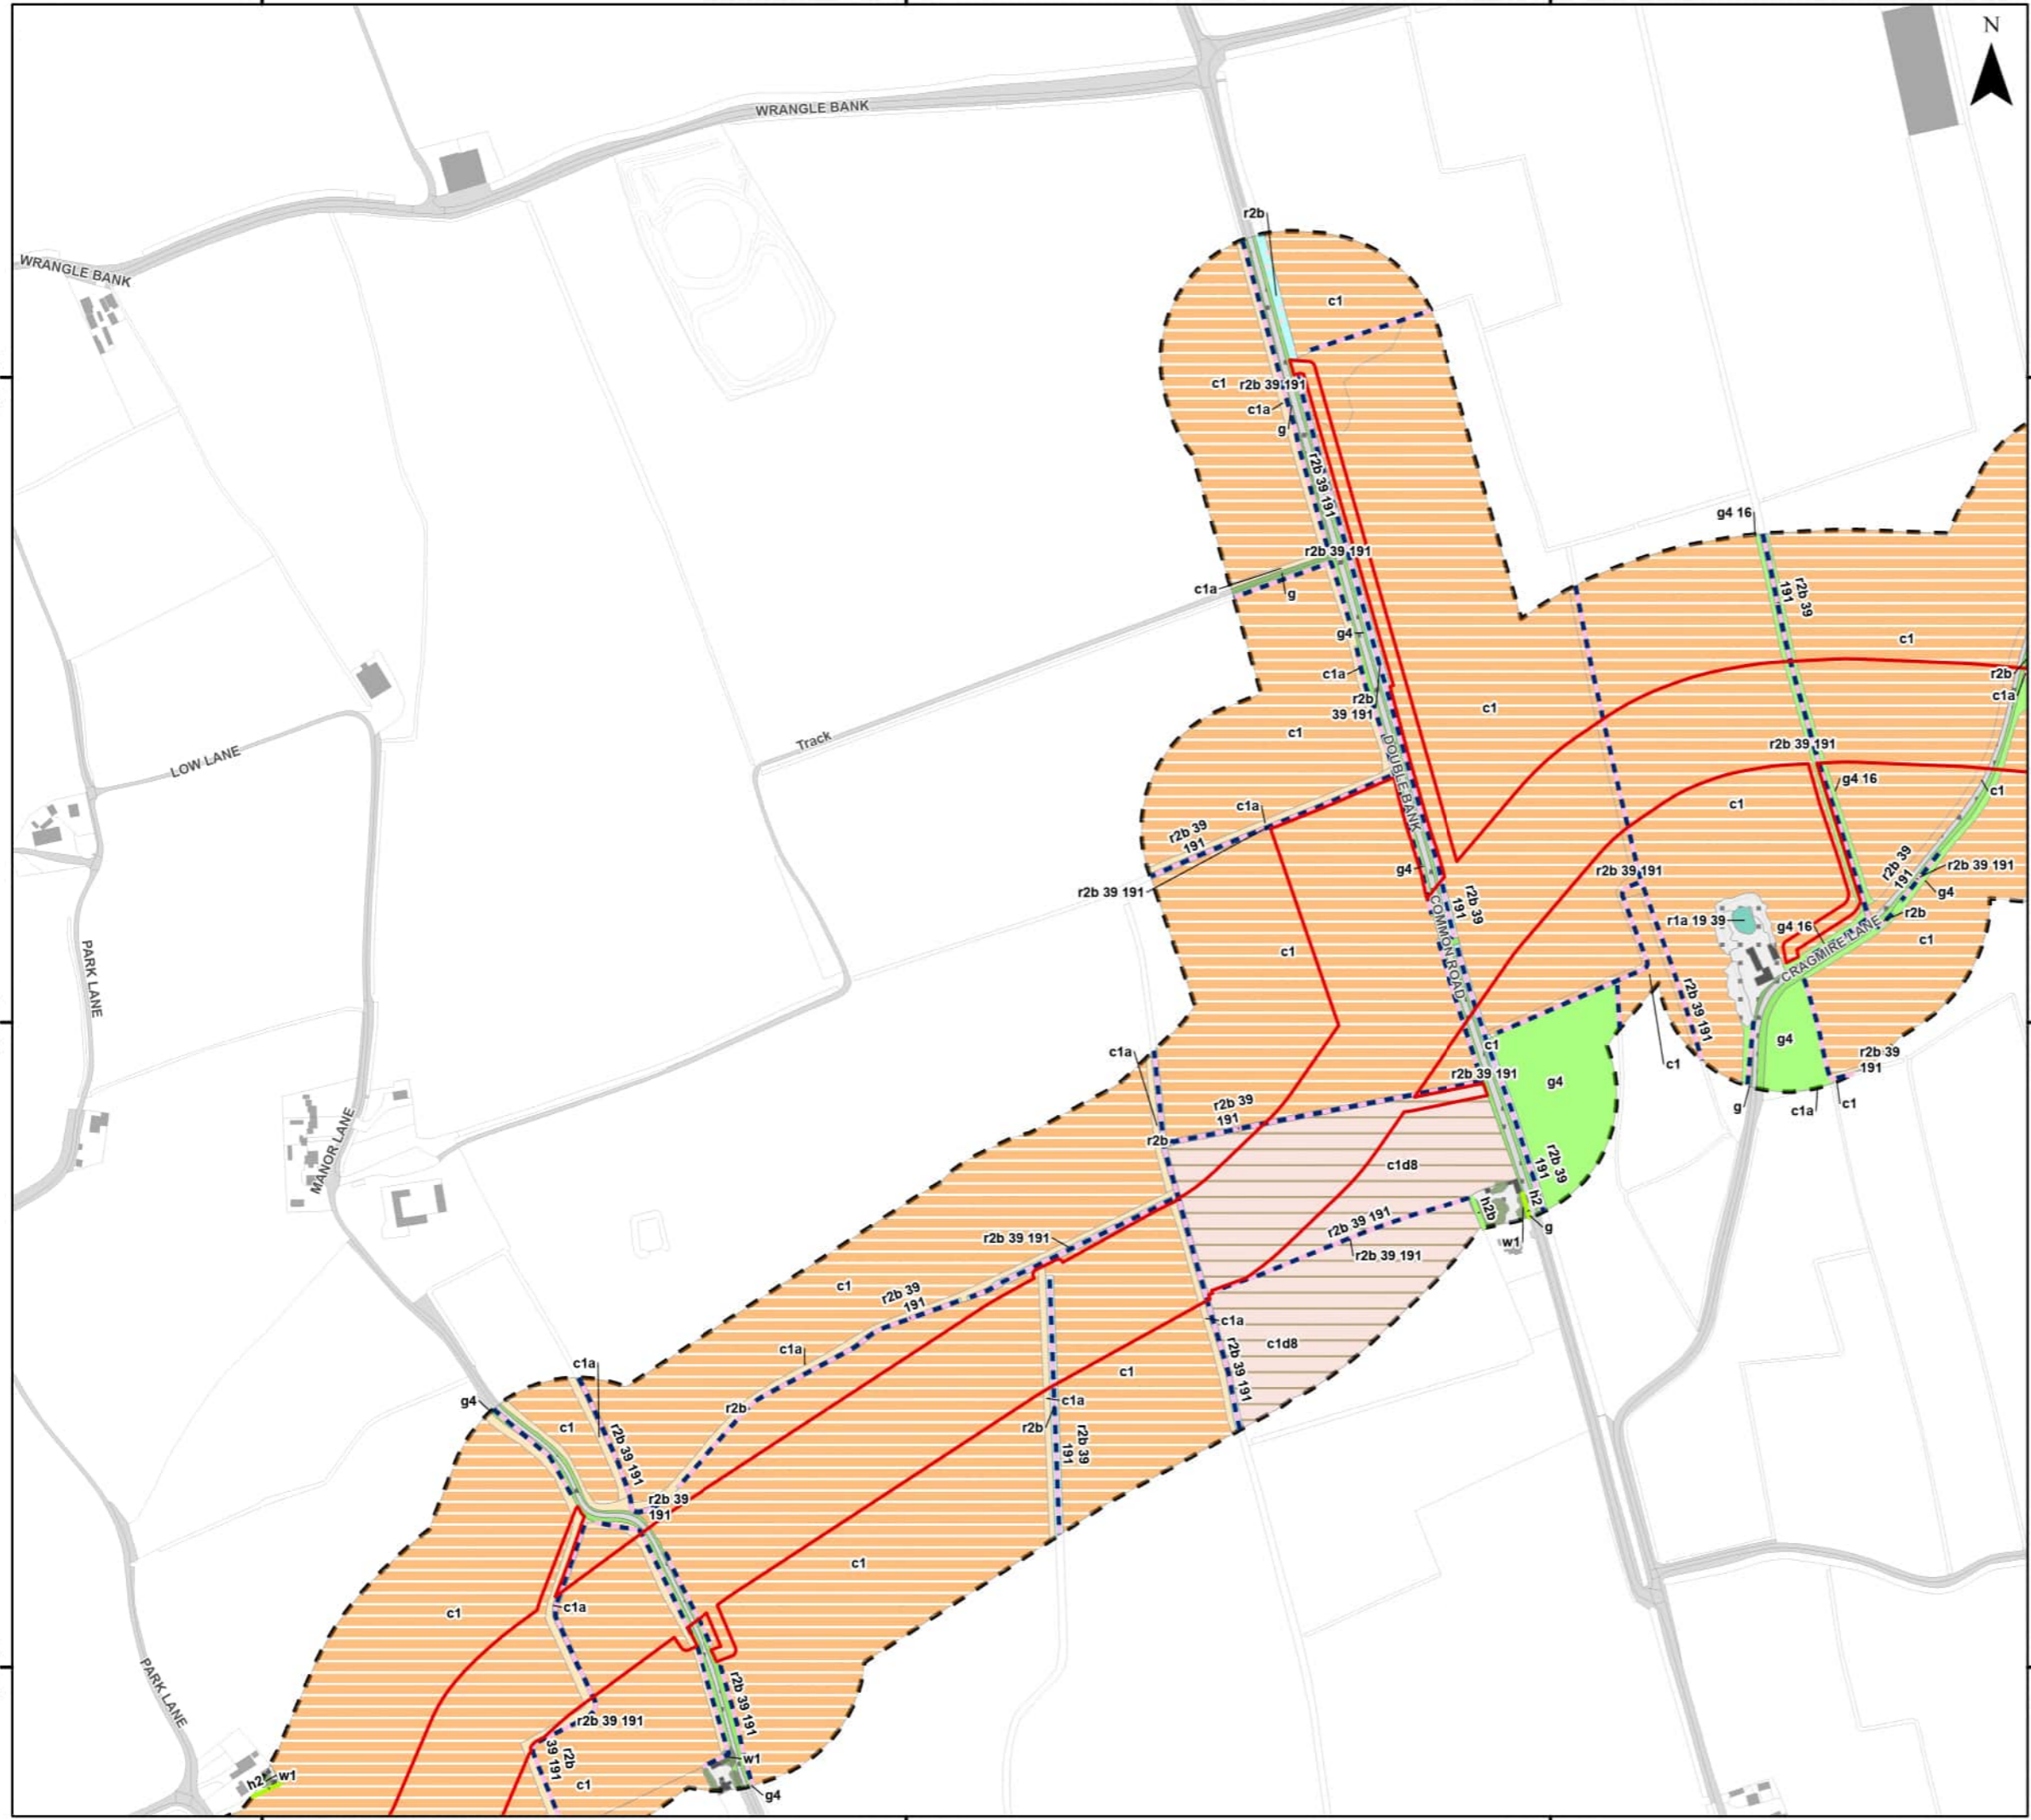 N
WRANGLE BANK
r2b
WRANGLE BANK
c1
c1
r2b 39 191
c1a
g
r2b 39 191
g4 16
r2b 39 191
c1a
g
r2b 39
191
g4
c1
c1a
r2b
r2b
39 191
c1a
c1
c1
DOUBLE BANK
Track
r2b 39 191
LOW LANE
g4 16
c1
c1
c1a
c1
r2b 39
191
r2b 39
191
r2b 39 191
g4
r2b 39 191
r2b 39 191
g4
r2b 39
191
r2b
r1a 19 39
g4 16
c1
CRAGMIRE LANE
COMMON ROAD
c1
PARK LANE
r2b 39 191
c1
g4
c1a
r2b 39
191
c1
r2b 39 191
g4
r2b 39
191
g
c1a
c1
MANOR LANE
r2b
c1d8
r2b 39
191
h2
h2b
g
w1
r2b 39 191
r2b 39 191
r2b 39 191
c1
r2b 39
191
c1a
c1d8
r2b 39 191
c1a
c1a
c1
g4
c1a
r2b
c1
r2b
r2b 39
191
r2b 39 191
r2b 39
191
c1
c1
c1a
PARK LANE
r2b 39 191
r2b 39 191
r2b
39 191
w1
h2
w1
c1
g4